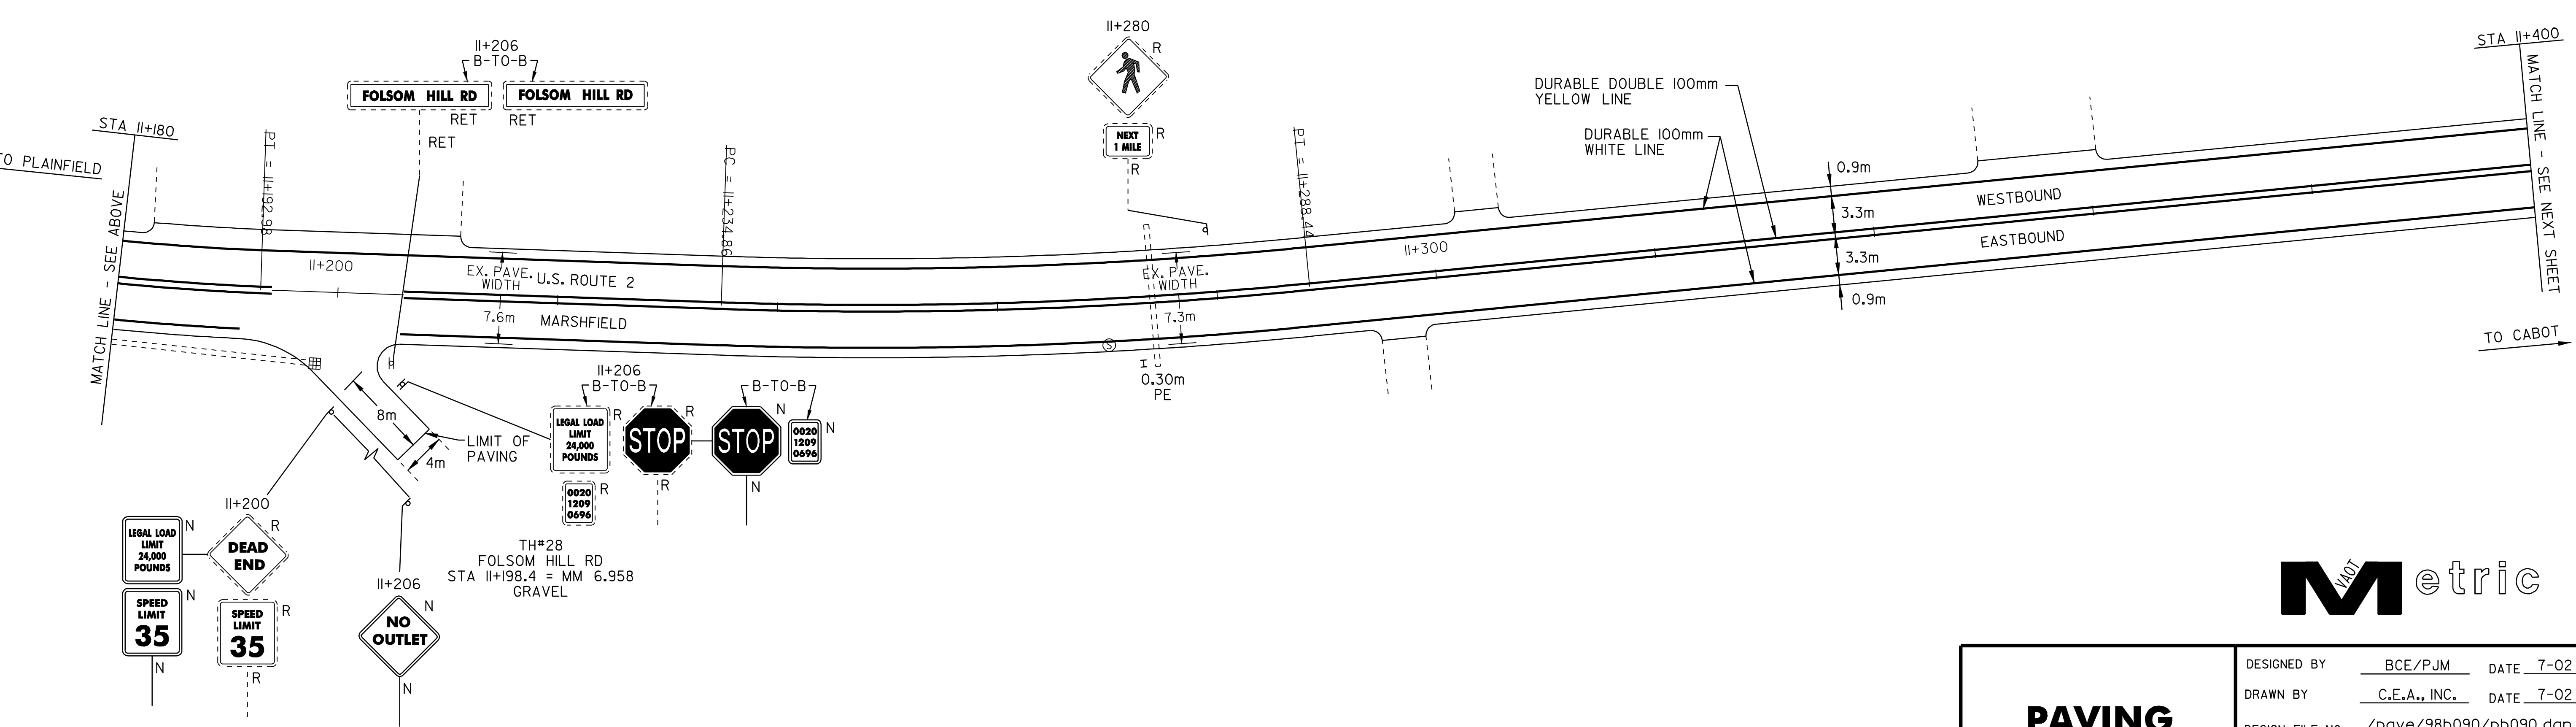 II+206
B-TO-B
FOLSOM HILL RD
FOLSOM HILL RD
RET
RET
RET
II+280
R
NEXT
1 MILE
R
R
STA II+400
MATCH LINE - SEE NEXT SHEET
DURABLE DOUBLE 100mm
YELLOW LINE
DURABLE 100mm
WHITE LINE
STA II+180
TO PLAINFIELD
MATCH LINE - SEE ABOVE
PT = II+192.98
PC = II+234.86
PT = II+288.44
II+200
EX. PAVE.
WIDTH
7.6m
U.S. ROUTE 2
MARSHFIELD
EX. PAVE.
WIDTH
7.3m
II+300
0.9m
3.3m
3.3m
0.9m
WESTBOUND
EASTBOUND
TO CABOT
S
0.30m
PE
8m
4m
LIMIT OF
PAVING
II+206
B-TO-B
B-TO-B
LEGAL LOAD
LIMIT
24,000
POUNDS
R
STOP
R
STOP
N
0020
1209
0696
N
0020
1209
0696
R
R
N
TH#28
FOLSOM HILL RD
STA II+198.4 = MM 6.958
GRAVEL
II+200
LEGAL LOAD
LIMIT
24,000
POUNDS
N
DEAD
END
R
SPEED
LIMIT
35
N
SPEED
LIMIT
35
R
N
R
II+206
NO
OUTLET
N
N
VAOT
Metric
PAVING
DESIGNED BY BCE/PJM DATE 7-02
DRAWN BY C.E.A., INC. DATE 7-02